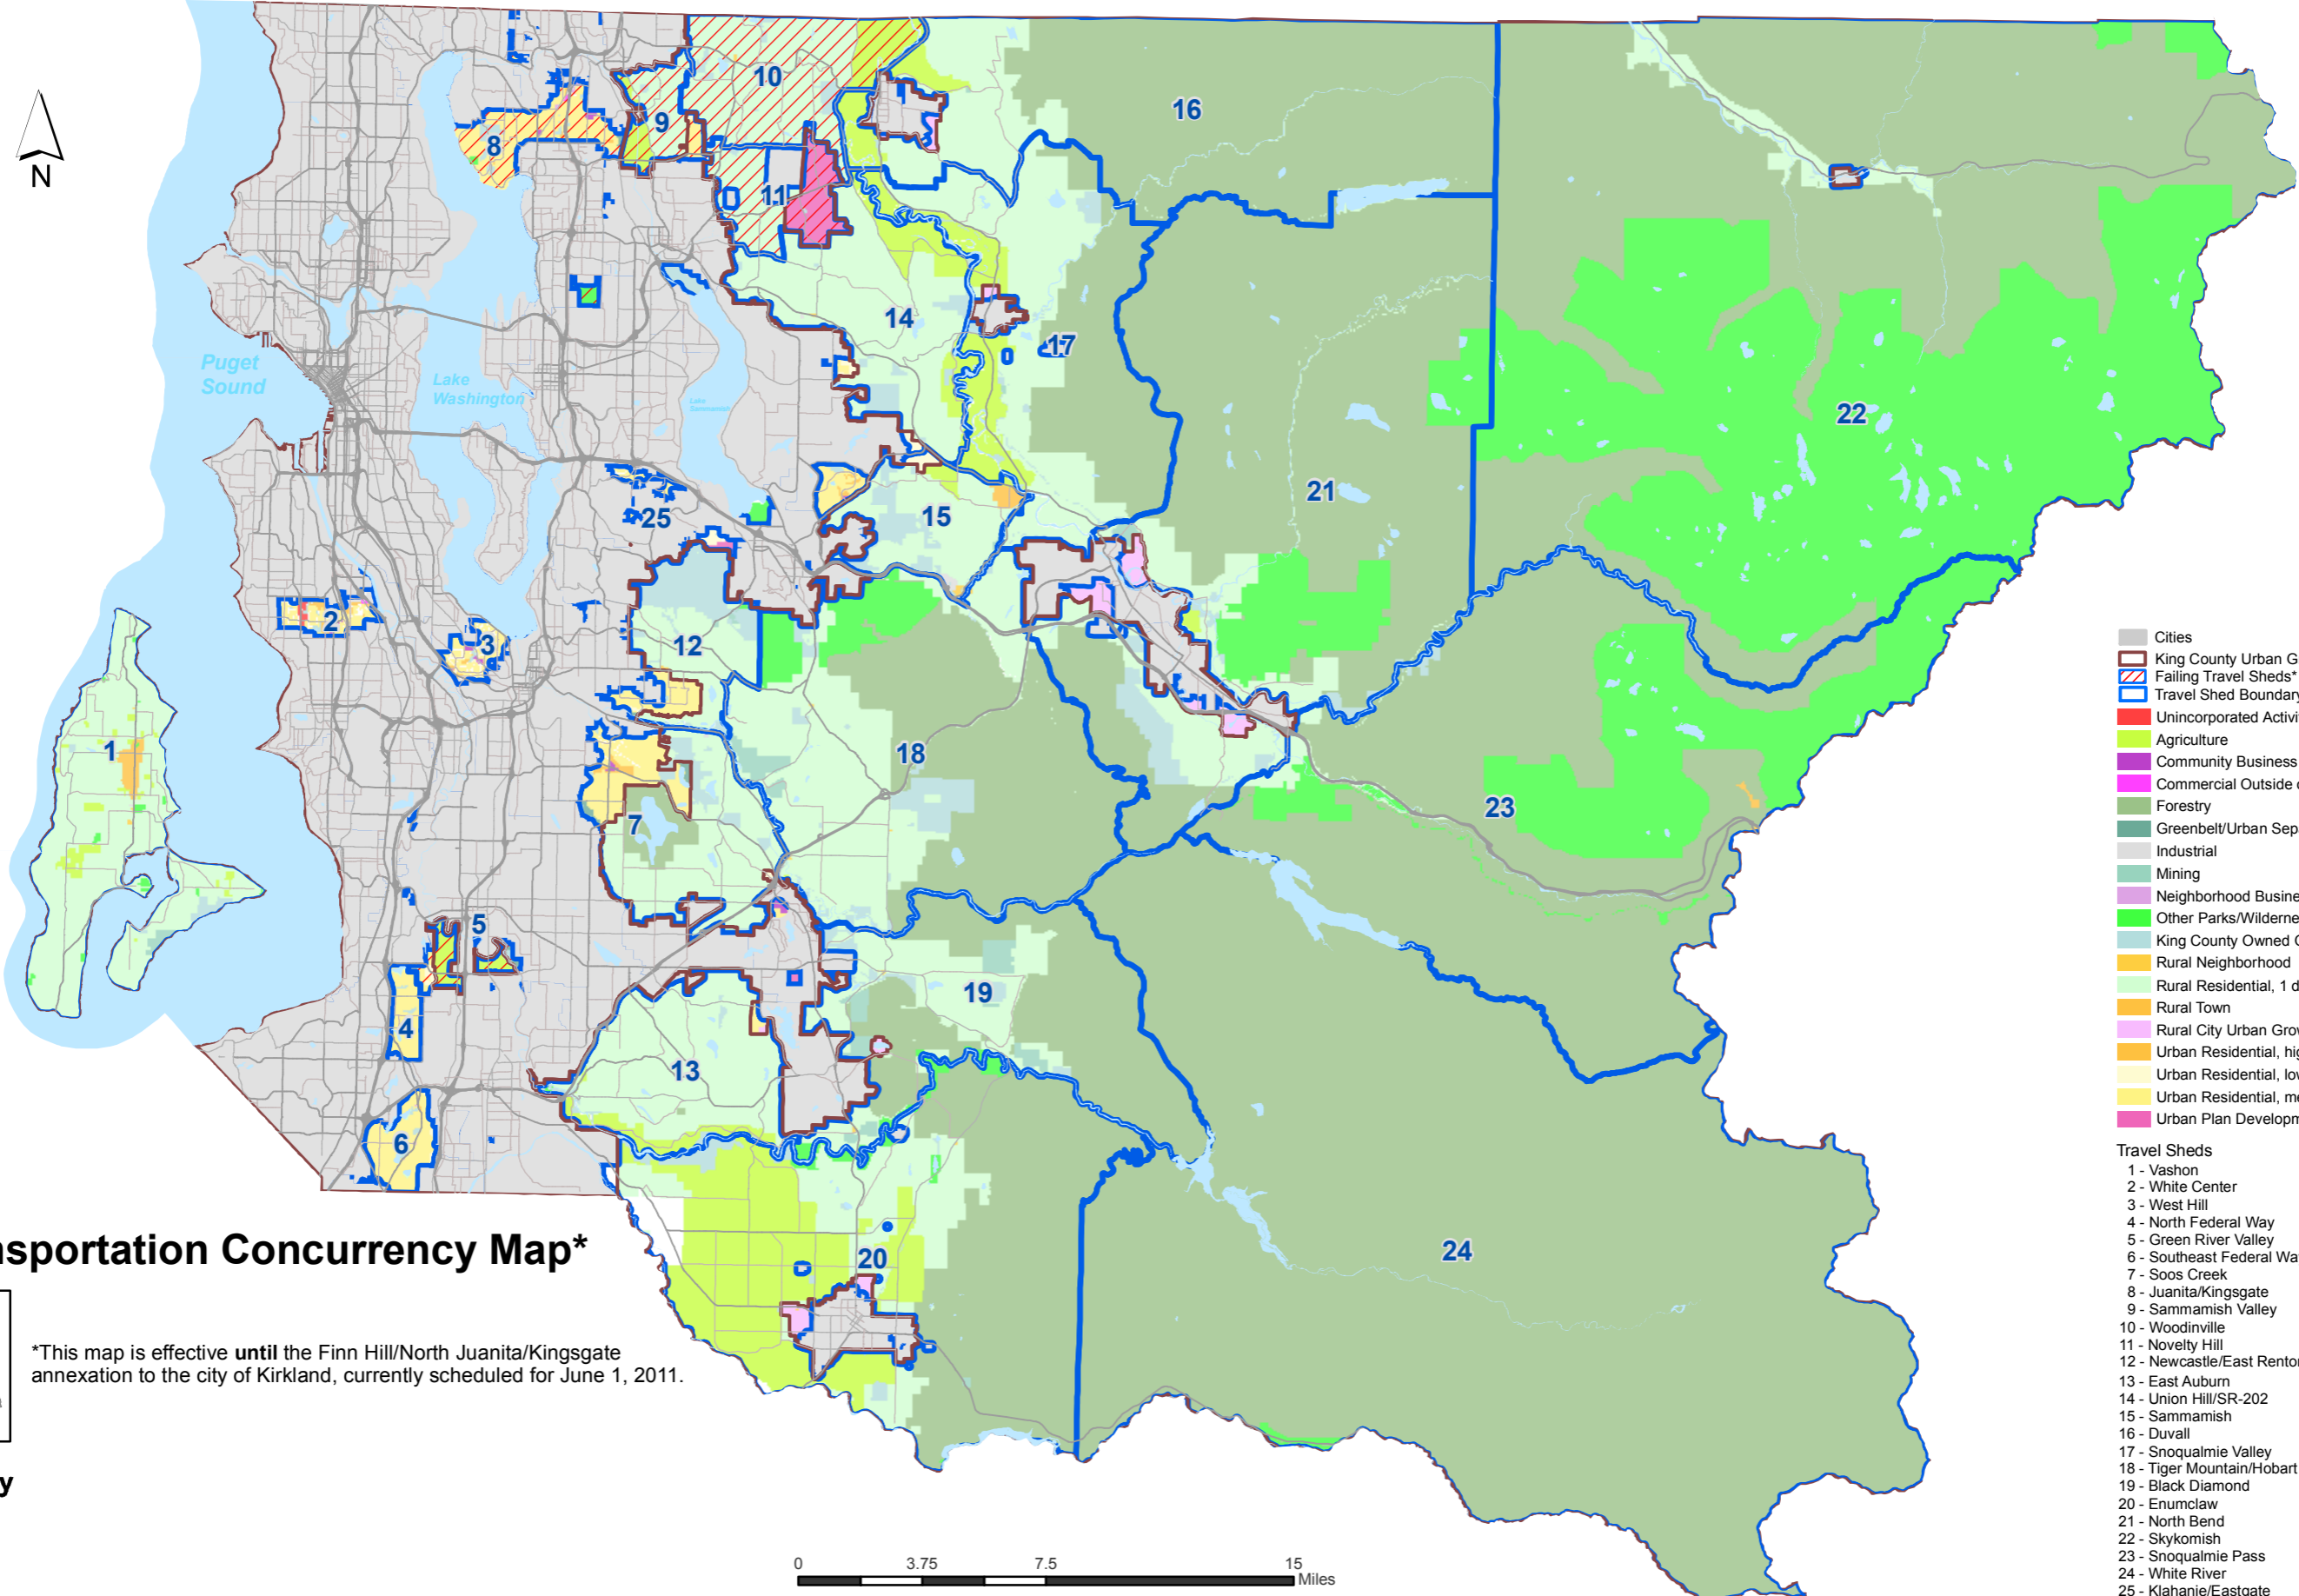 N
10
16
9
8
11
14
17
Puget
Sound
Lake
Washington
Lake
Sammamish
22
21
15
25
2
3
12
1
18
7
23
5
19
4
13
6
20
24
Cities
King County Urban G
Failing Travel Sheds*
Travel Shed Boundary
Unincorporated Activi
Agriculture
Community Business
Commercial Outside o
Forestry
Greenbelt/Urban Sepa
Industrial
Mining
Neighborhood Busine
Other Parks/Wilderne
King County Owned O
Rural Neighborhood
Rural Residential, 1 d
Rural Town
Rural City Urban Grow
Urban Residential, hig
Urban Residential, low
Urban Residential, me
Urban Plan Developm
Travel Sheds
1 - Vashon
2 - White Center
3 - West Hill
4 - North Federal Way
5 - Green River Valley
6 - Southeast Federal Wa
7 - Soos Creek
8 - Juanita/Kingsgate
9 - Sammamish Valley
10 - Woodinville
11 - Novelty Hill
12 - Newcastle/East Renton
13 - East Auburn
14 - Union Hill/SR-202
15 - Sammamish
16 - Duvall
17 - Snoqualmie Valley
18 - Tiger Mountain/Hobart
19 - Black Diamond
20 - Enumclaw
21 - North Bend
22 - Skykomish
23 - Snoqualmie Pass
24 - White River
25 - Klahanie/Eastgate
nsportation Concurrency Map*
*This map is effective until the Finn Hill/North Juanita/Kingsgate
annexation to the city of Kirkland, currently scheduled for June 1, 2011.
y
0 3.75 7.5 15
Miles